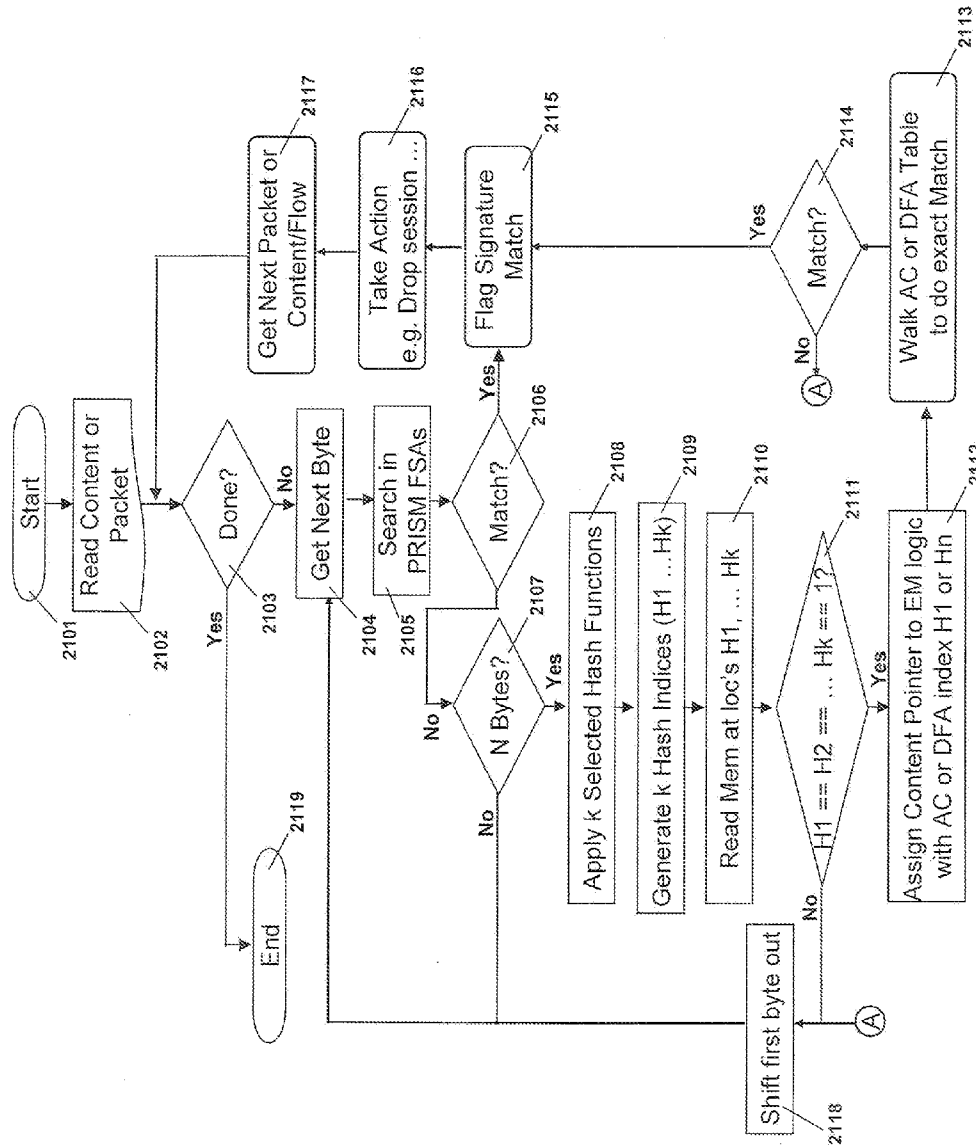 Start
2101
Read Content or
Packet
2102
Done?
2103
Yes
No
End
2119
Get Next Byte
2104
Search in
PRISM FSAs
2105
Match?
2106
Yes
No
N Bytes?
2107
No
Yes
Apply k Selected Hash Functions
2108
Generate k Hash Indices (H1 ... Hk)
2109
Read Mem at loc's H1, ... Hk
2110
H1 == H2 == ... Hk == 1?
2111
No
Yes
Shift first byte out
2118
A
Assign Content Pointer to EM logic
with AC or DFA index H1 or Hn
2112
Walk AC or DFA Table
to do exact Match
2113
Match?
2114
No
A
Yes
Flag Signature
Match
2115
Take Action
e.g. Drop session ...
2116
Get Next Packet or
Content/Flow
2117